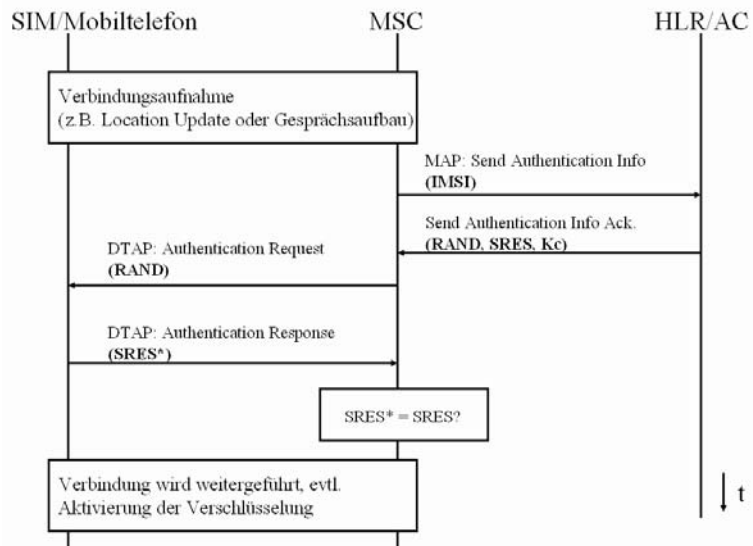 SIM/Mobiltelefon MSC HLR/AC
Verbindungsaufnahme
(z.B. Location Update oder Gesprächsaufbau)
MAP: Send Authentication Info
(IMSI)
Send Authentication Info Ack.
(RAND, SRES, Kc)
DTAP: Authentication Request
(RAND)
DTAP: Authentication Response
(SRES*)
SRES* = SRES?
Verbindung wird weitergeführt, evtl.
Aktivierung der Verschlüsselung
t